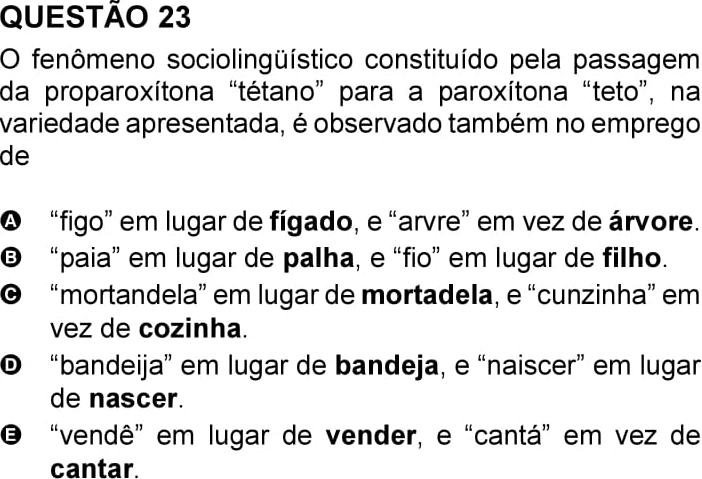 QUESTÃO 23
O fenômeno sociolingüístico constituído pela passagem
da proparoxítona “tétano” para a paroxítona “teto”, na
variedade apresentada, é observado também no emprego
de
A “figo” em lugar de fígado, e “arvre” em vez de árvore.
B “paia” em lugar de palha, e “fio” em lugar de filho.
C “mortandela” em lugar de mortadela, e “cunzinha” em
vez de cozinha.
D “bandeija” em lugar de bandeja, e “naiscer” em lugar
de nascer.
E “vendê” em lugar de vender, e “cantá” em vez de
cantar.